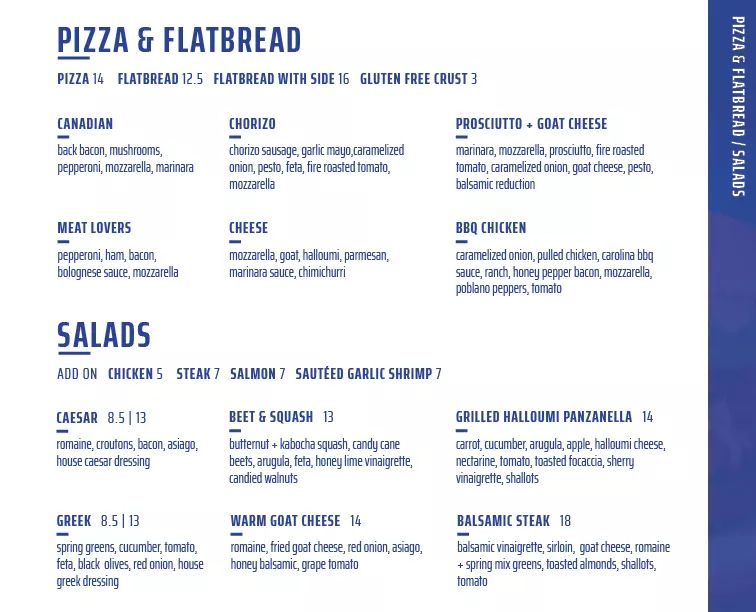 PIZZA & FLATBREAD
PIZZA 14 FLATBREAD 12.5 FLATBREAD WITH SIDE 16 GLUTEN FREE CRUST 3
CANADIAN
back bacon, mushrooms,
pepperoni, mozzarella, marinara
CHORIZO
chorizo sausage, garlic mayo,caramelized
onion, pesto, feta, fire roasted tomato,
mozzarella
PROSCIUTTO + GOAT CHEESE
marinara, mozzarella, prosciutto, fire roasted
tomato, caramelized onion, goat cheese, pesto,
balsamic reduction
MEAT LOVERS
pepperoni, ham, bacon,
bolognese sauce, mozzarella
CHEESE
mozzarella, goat, halloumi, parmesan,
marinara sauce, chimichurri
BBQ CHICKEN
caramelized onion, pulled chicken, carolina bbq
sauce, ranch, honey pepper bacon, mozzarella,
poblano peppers, tomato
SALADS
ADD ON CHICKEN 5 STEAK 7 SALMON 7 SAUTÉED GARLIC SHRIMP 7
CAESAR 8.5 | 13
romaine, croutons, bacon, asiago,
house caesar dressing
BEET & SQUASH 13
butternut + kabocha squash, candy cane
beets, arugula, feta, honey lime vinaigrette,
candied walnuts
GRILLED HALLOUMI PANZANELLA 14
carrot, cucumber, arugula, apple, halloumi cheese,
nectarine, tomato, toasted focaccia, sherry
vinaigrette, shallots
GREEK 8.5 | 13
spring greens, cucumber, tomato,
feta, black olives, red onion, house
greek dressing
WARM GOAT CHEESE 14
romaine, fried goat cheese, red onion, asiago,
honey balsamic, grape tomato
BALSAMIC STEAK 18
balsamic vinaigrette, sirloin, goat cheese, romaine
+ spring mix greens, toasted almonds, shallots,
tomato
PIZZA & FLATBREAD / SALADS